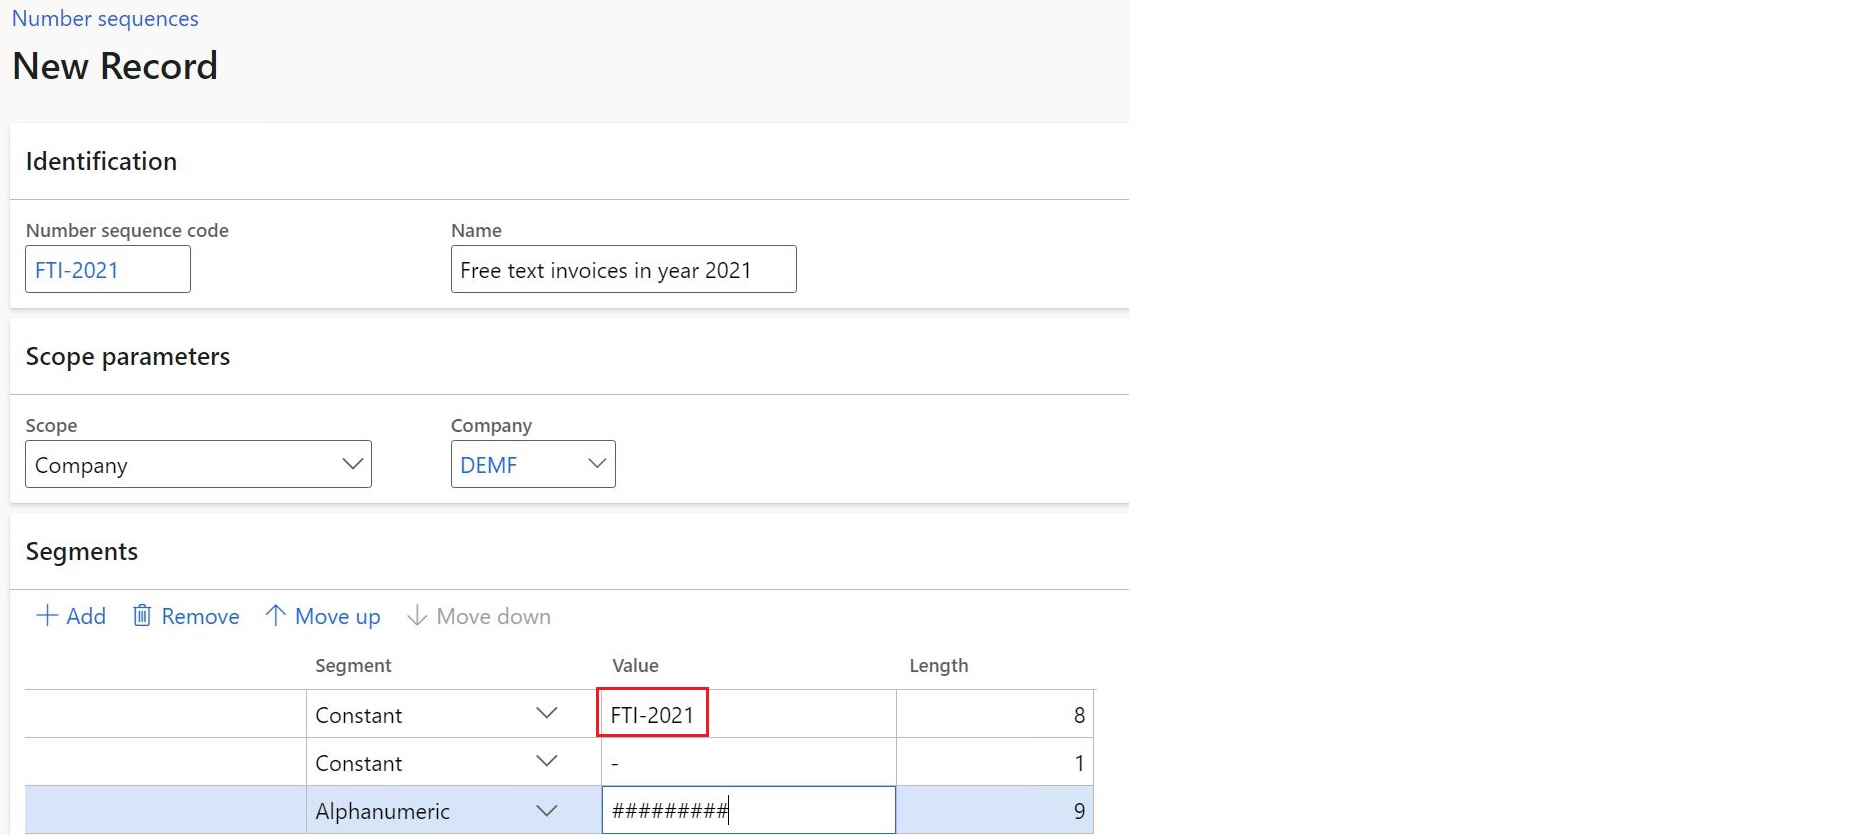 Number sequences
New Record
Identification
Number sequence code Name
FTI-2021 Free text invoices in year 2021
Scope parameters
Scope Company
Company DEMF
Segments
Add Remove Move up Move down
Segment Value Length
Constant FTI-2021 8
Constant - 1
Alphanumeric ######### 9